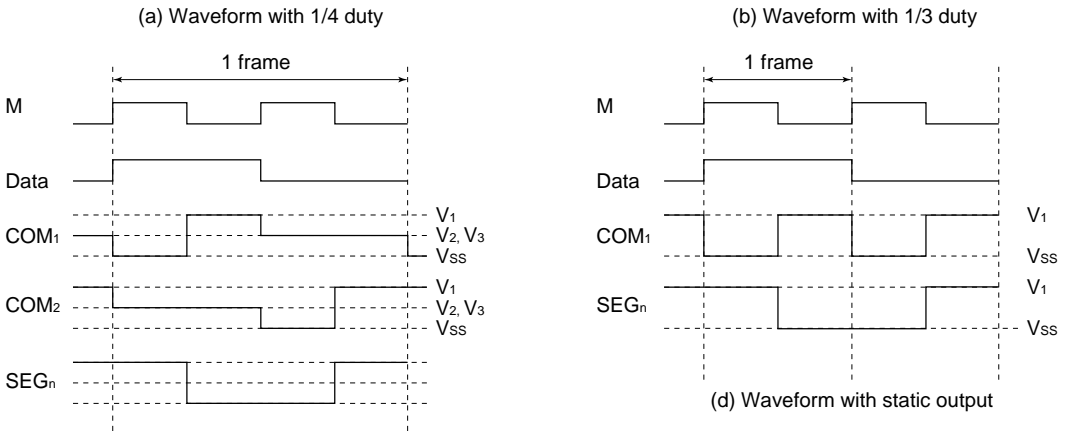 (a) Waveform with 1/4 duty
1 frame
M
Data
COM1
V1
V2, V3
VSS
COM2
V1
V2, V3
VSS
SEGn
(b) Waveform with 1/3 duty
1 frame
M
Data
COM1
V1
VSS
SEGn
V1
VSS
(d) Waveform with static output